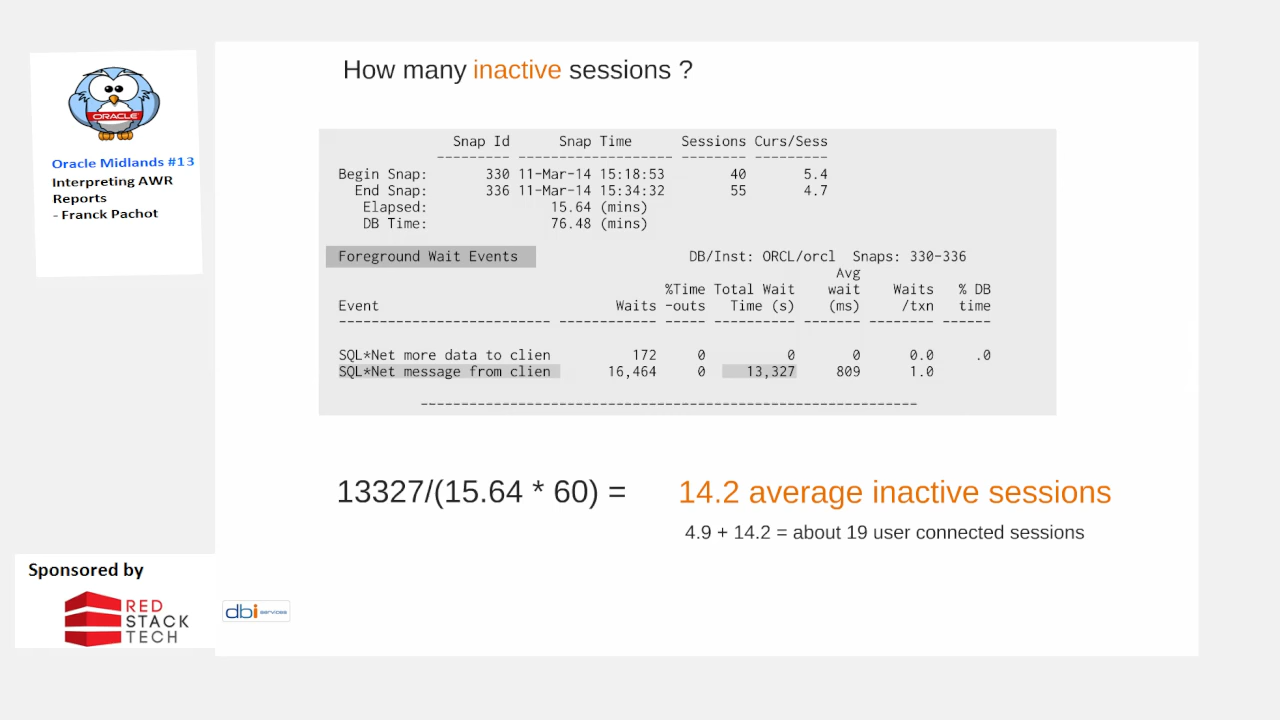 How many inactive sessions ?
ORACLE
Oracle Midlands #13
Interpreting AWR
Reports
- Franck Pachot
Snap Id Snap Time Sessions Curs/Sess
--------- ------------------- -------- ---------
Begin Snap: 330 11-Mar-14 15:18:53 40 5.4
End Snap: 336 11-Mar-14 15:34:32 55 4.7
Elapsed: 15.64 (mins)
DB Time: 76.48 (mins)
Foreground Wait Events DB/Inst: ORCL/orcl Snaps: 330-336
Avg
%Time Total Wait wait Waits % DB
Event Waits -outs Time (s) (ms) /txn time
-------------------------- ------------ ----- ---------- ------- -------- ------
SQL*Net more data to clien 172 0 0 0 0.0 .0
SQL*Net message from clien 16,464 0 13,327 809 1.0
-------------------------------------------------------------
13327/(15.64 * 60) = 14.2 average inactive sessions
4.9 + 14.2 = about 19 user connected sessions
Sponsored by
RED
STACK
TECH
dbi services